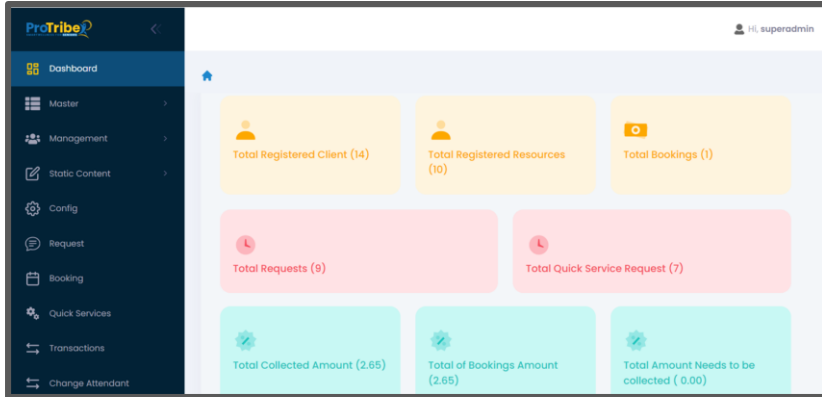 ProTribe
Hi, superadmin
Dashboard
Master
Management
Static Content
Config
Request
Booking
Quick Services
Transactions
Change Attendant
Total Registered Client (14)
Total Registered Resources
(10)
Total Bookings (1)
Total Requests (9)
Total Quick Service Request (7)
Total Collected Amount (2.65)
Total of Bookings Amount
(2.65)
Total Amount Needs to be
collected ( 0.00)